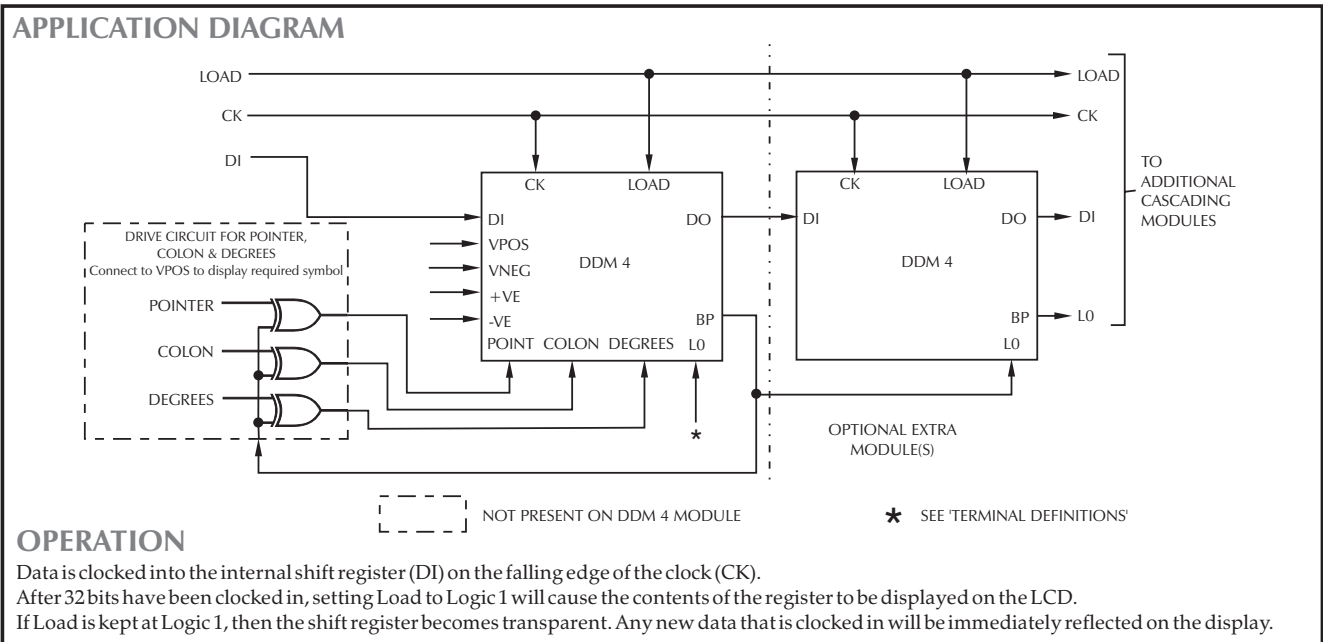 APPLICATION DIAGRAM
LOAD
LOAD
CK
CK
DI
TO
ADDITIONAL
CASCADING
MODULES
CK
LOAD
CK
LOAD
DI
DO
DI
DO
DI
DRIVE CIRCUIT FOR POINTER,
COLON & DEGREES
Connect to VPOS to display required symbol
VPOS
VNEG
+VE
-VE
DDM 4
DDM 4
POINTER
BP
BP
L0
POINT
COLON
DEGREES
L0
L0
COLON
DEGREES
*
OPTIONAL EXTRA
MODULE(S)
NOT PRESENT ON DDM 4 MODULE
* SEE 'TERMINAL DEFINITIONS'
OPERATION
Data is clocked into the internal shift register (DI) on the falling edge of the clock (CK).
After 32 bits have been clocked in, setting Load to Logic 1 will cause the contents of the register to be displayed on the LCD.
If Load is kept at Logic 1, then the shift register becomes transparent. Any new data that is clocked in will be immediately reflected on the display.